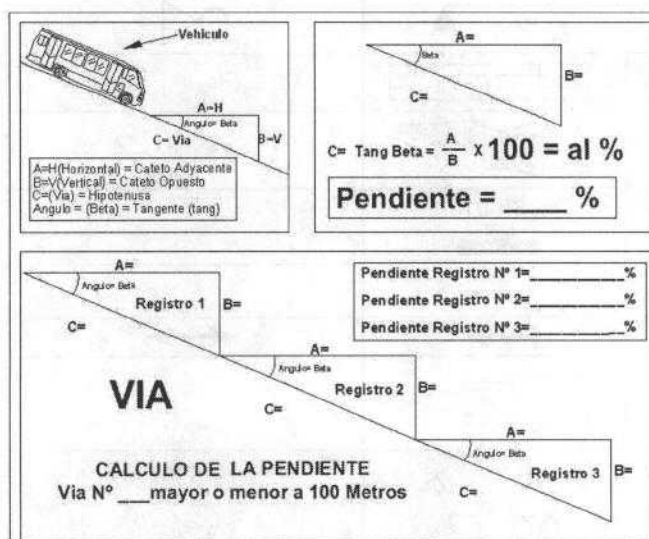 Vehiculo
A=H
Angulo= Beta
C= Via
B=V
A=H(Horizontal) = Cateto Adyacente
B=V(Vertical) = Cateto Opuesto
C=(Via) = Hipotenusa
Angulo = (Beta) = Tangente (tang)
A=
Beta
B=
C=
C= Tang Beta = A/B x 100 = al %
Pendiente = ____ %
A=
Angulo= Beta
Registro 1
B=
C=
Pendiente Registro Nº 1=__________%
Pendiente Registro Nº 2=__________%
Pendiente Registro Nº 3=__________%
A=
Angulo= Beta
Registro 2
B=
C=
VIA
A=
Angulo= Beta
Registro 3
B=
C=
CALCULO DE LA PENDIENTE
Via Nº ___mayor o menor a 100 Metros